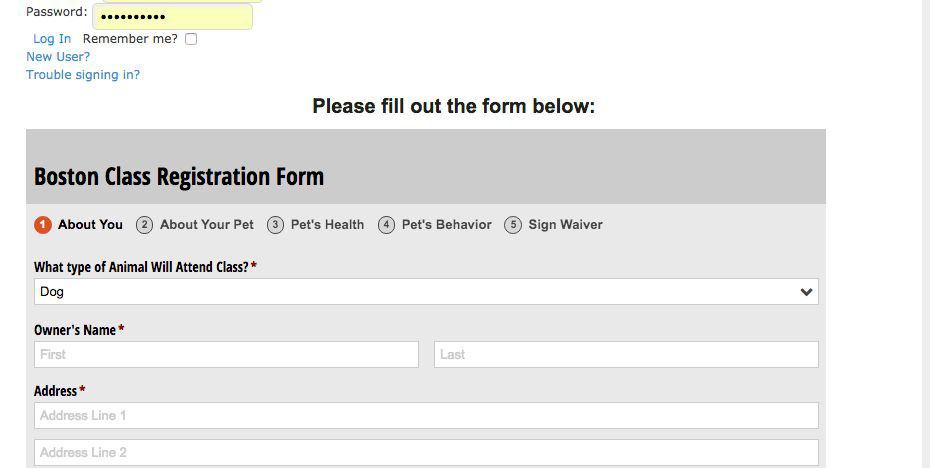 Password: ••••••••••
Log In Remember me?
New User?
Trouble signing in?
Please fill out the form below:
Boston Class Registration Form
1 About You 2 About Your Pet 3 Pet's Health 4 Pet's Behavior 5 Sign Waiver
What type of Animal Will Attend Class?*
Dog
Owner's Name*
First Last
Address*
Address Line 1
Address Line 2